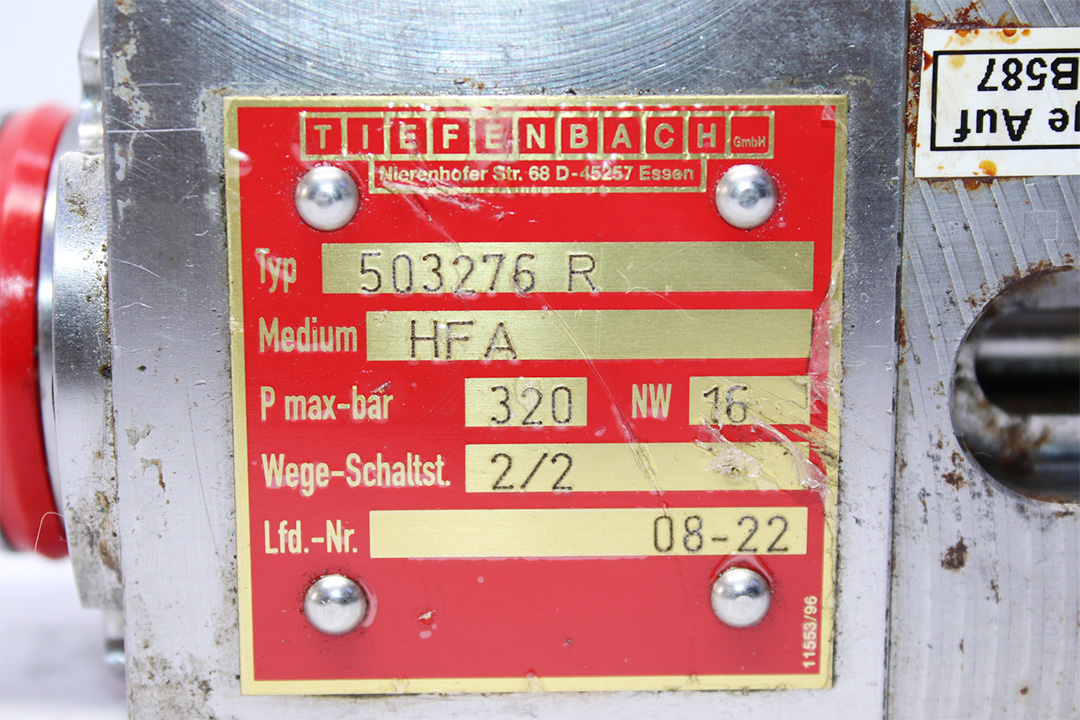 TIEFENBACH GmbH
Nierenhofer Str. 68 D-45257 Essen
Typ 503276 R
Medium HFA
P max-bar 320 NW 16
Wege-Schaltst. 2/2
Lfd.-Nr. 08-22
11553/96
ge Auf
B587